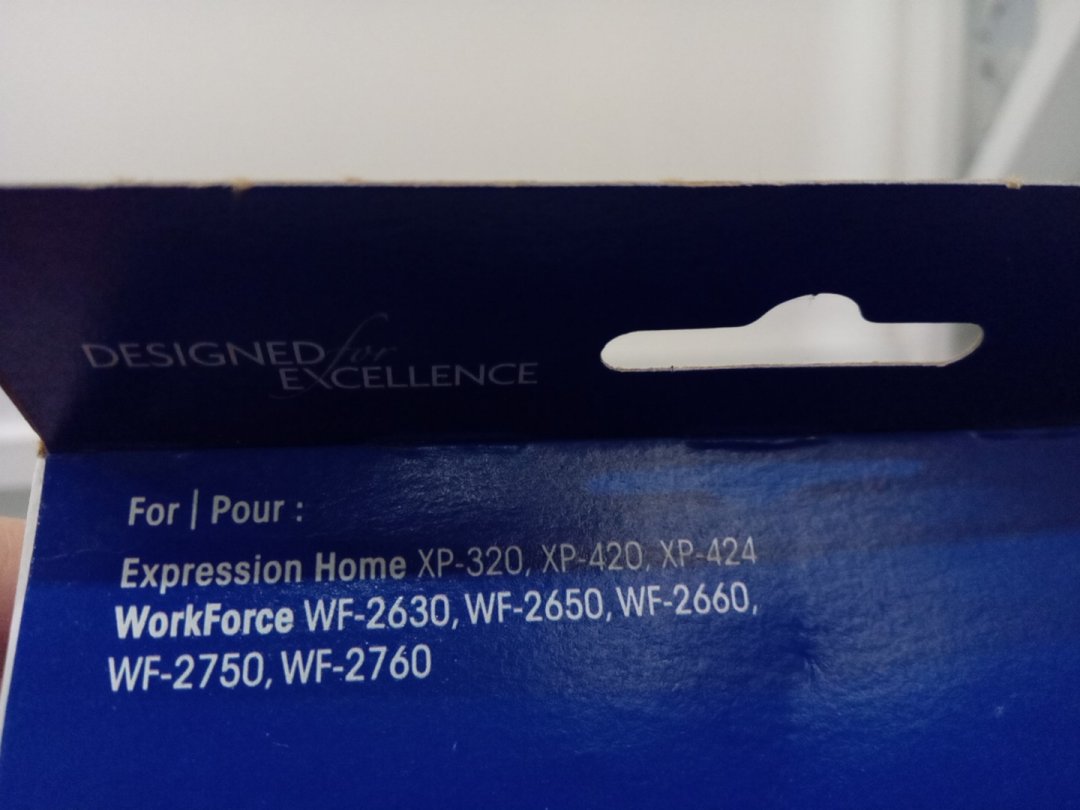 DESIGNED for
EXCELLENCE
For | Pour :
Expression Home XP-320, XP-420, XP-424
WorkForce WF-2630, WF-2650, WF-2660,
WF-2750, WF-2760